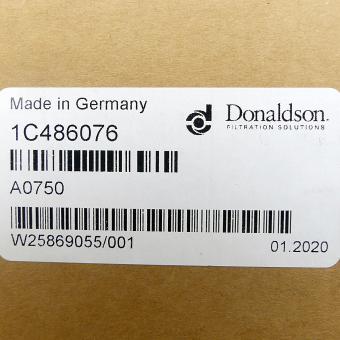 Made in Germany
1C486076
Donaldson.
FILTRATION SOLUTIONS
A0750
W25869055/001
01.2020